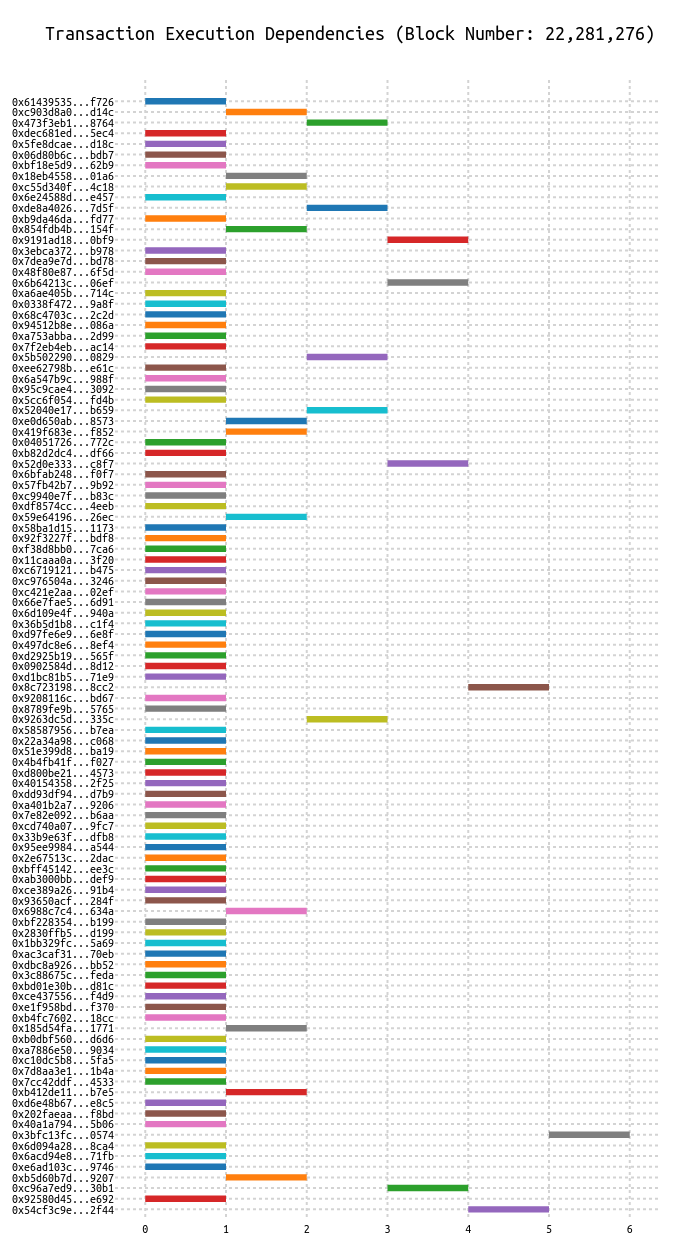 Transaction Execution Dependencies (Block Number: 22,281,276)
0x61439535...f726
0xc903d8a0...d14c
0x473f3eb1...8764
0xdec681ed...5ec4
0x5fe8dcae...d18c
0x06d80b6c...bdb7
0xbf18e5d9...62b9
0x18eb4558...01a6
0xc55d340f...4c18
0x6e24588d...e457
0xde8a4026...7d5f
0xb9da46da...fd77
0x854fdb4b...154f
0x9191ad18...0bf9
0x3ebca372...b978
0x7dea9e7d...bd78
0x48f80e87...6f5d
0x6b64213c...06ef
0xa6ae405b...714c
0x0338f472...9a8f
0x68c4703c...2c2d
0x94512b8e...086a
0xa753abba...2d99
0x7f2eb4eb...ac14
0x5b502290...0829
0xee62798b...e61c
0x6a547b9c...988f
0x95c9cae4...3092
0x5cc6f054...fd4b
0x52040e17...b659
0xe0d650ab...8573
0x419f683e...f852
0x04051726...772c
0xb82d2dc4...df66
0x52d0e333...c8f7
0x6bfab248...f0f7
0x57fb42b7...9b92
0xc9940e7f...b83c
0xdf8574cc...4eeb
0x59e64196...26ec
0x58ba1d15...1173
0x92f3227f...bdf8
0xf38d8bb0...7ca6
0x11caaa0a...3f20
0xc6719121...b475
0xc976504a...3246
0xc421e2aa...02ef
0x66e7fae5...6d91
0x6d109e4f...940a
0x36b5d1b8...c1f4
0xd97fe6e9...6e8f
0x497dc8e6...8ef4
0xd2925b19...565f
0x0902584d...8d12
0xd1bc81b5...71e9
0x8c723198...8cc2
0x9208116c...bd67
0x8789fe9b...5765
0x9263dc5d...335c
0x58587956...b7ea
0x22a34a98...c068
0x51e399d8...ba19
0x4b4fb41f...f027
0xd800be21...4573
0x40154358...2f25
0xdd93df94...d7b9
0xa401b2a7...9206
0x7e82e092...b6aa
0xcd740a07...9fc7
0x33b9e63f...dfb8
0x95ee9984...a544
0x2e67513c...2dac
0xbff45142...ee3c
0xab3000bb...def9
0xce389a26...91b4
0x93650acf...284f
0x6988c7c4...634a
0xbf228354...b199
0x2830ffb5...d199
0x1bb329fc...5a69
0xac3caf31...70eb
0xdbc8a926...bb52
0x3c88675c...feda
0xbd01e30b...d81c
0xce437556...f4d9
0xe1f958bd...f370
0xb4fc7602...18cc
0x185d54fa...1771
0xb0dbf560...d6d6
0xa7886e50...9034
0xc10dc5b8...5fa5
0x7d8aa3e1...1b4a
0x7cc42ddf...4533
0xb412de11...b7e5
0xd6e48b67...e8c5
0x202faeaa...f8bd
0x40a1a794...5b06
0x3bfc13fc...0574
0x6d094a28...8ca4
0x6acd94e8...71fb
0xe6ad103c...9746
0xb5d60b7d...9207
0xc96a7ed9...30b1
0x92580d45...e692
0x54cf3c9e...2f44
0 1 2 3 4 5 6